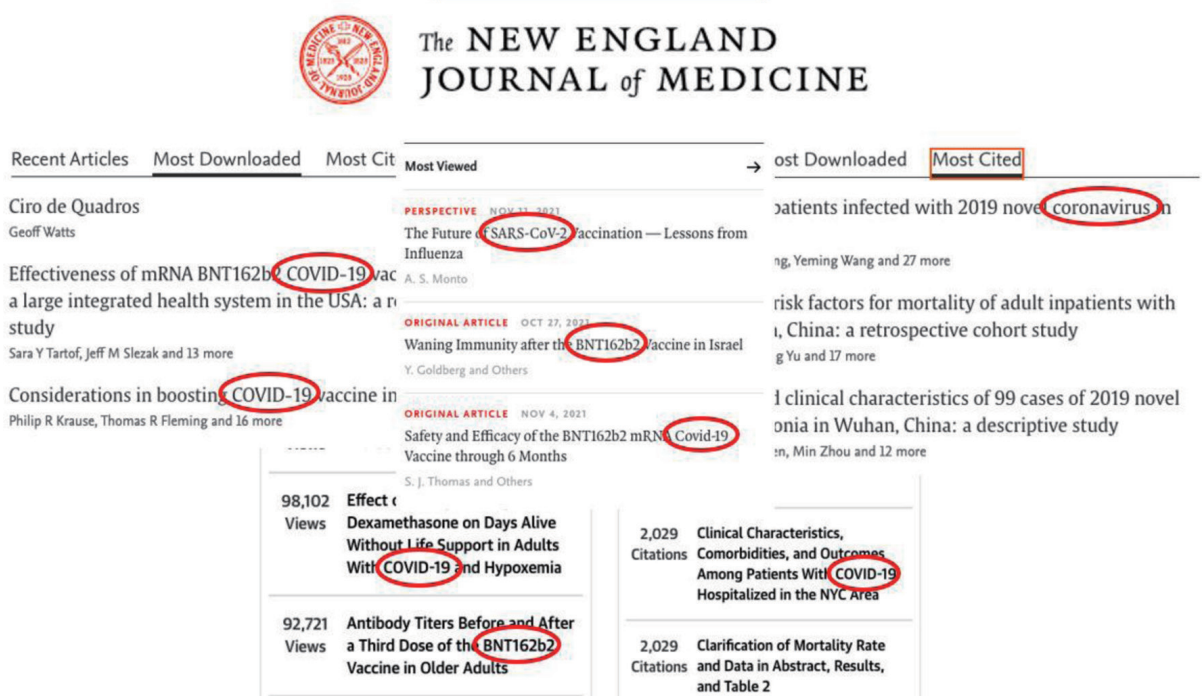 The NEW ENGLAND
JOURNAL of MEDICINE
Recent Articles Most Downloaded Most Cit
Ciro de Quadros
Geoff Watts
Effectiveness of mRNA BNT162b2 COVID-19 vac
a large integrated health system in the USA: a re
study
Sara Y Tartof, Jeff M Slezak and 13 more
Considerations in boosting COVID-19 vaccine in
Philip R Krause, Thomas R Fleming and 16 more
Most Viewed →
PERSPECTIVE NOV 11, 2021
The Future of SARS-CoV-2 Vaccination — Lessons from
Influenza
A. S. Monto
ORIGINAL ARTICLE OCT 27, 2021
Waning Immunity after the BNT162b2 Vaccine in Israel
Y. Goldberg and Others
ORIGINAL ARTICLE NOV 4, 2021
Safety and Efficacy of the BNT162b2 mRNA Covid-19
Vaccine through 6 Months
S. J. Thomas and Others
ost Downloaded Most Cited
patients infected with 2019 novel coronavirus in
ng, Yeming Wang and 27 more
risk factors for mortality of adult inpatients with
, China: a retrospective cohort study
g Yu and 17 more
d clinical characteristics of 99 cases of 2019 novel
onia in Wuhan, China: a descriptive study
en, Min Zhou and 12 more
98,102 Effect o
Views Dexamethasone on Days Alive
Without Life Support in Adults
With COVID-19 and Hypoxemia
92,721 Antibody Titers Before and After
Views a Third Dose of the BNT162b2
Vaccine in Older Adults
2,029 Clinical Characteristics,
Citations Comorbidities, and Outcomes
Among Patients With COVID-19
Hospitalized in the NYC Area
2,029 Clarification of Mortality Rate
Citations and Data in Abstract, Results,
and Table 2